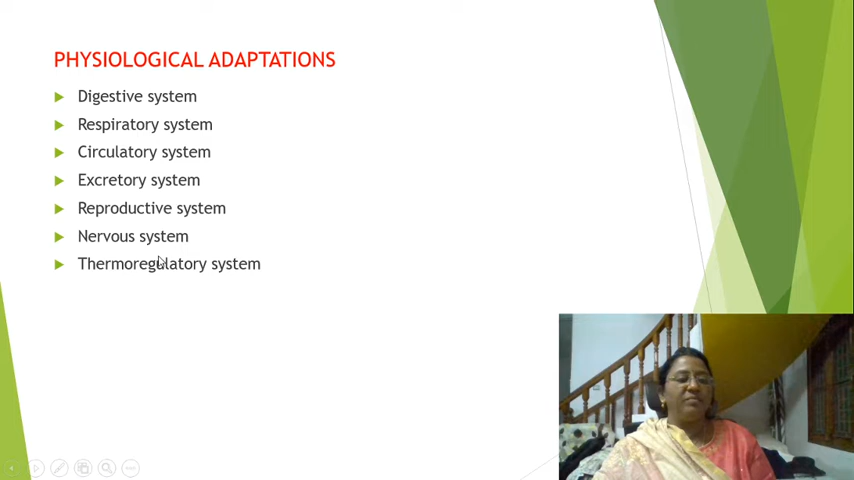 PHYSIOLOGICAL ADAPTATIONS
Digestive system
Respiratory system
Circulatory system
Excretory system
Reproductive system
Nervous system
Thermoregulatory system